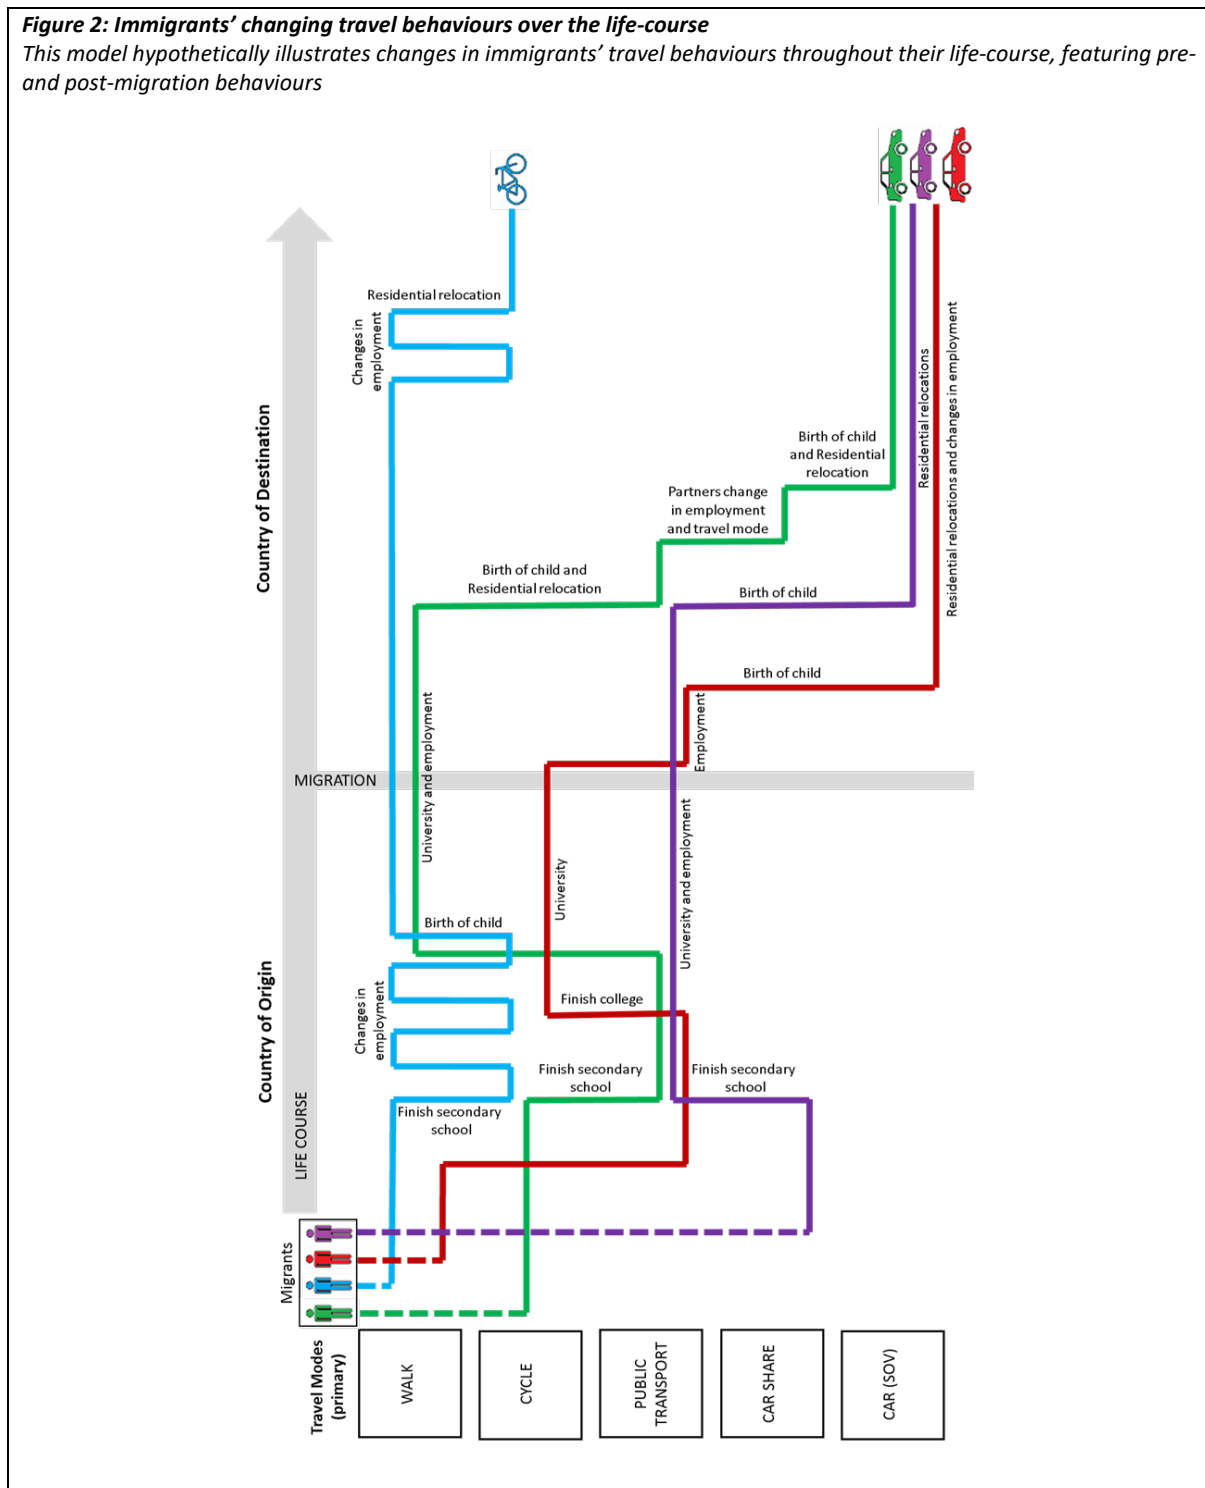 Figure 2: Immigrants’ changing travel behaviours over the life-course
This model hypothetically illustrates changes in immigrants’ travel behaviours throughout their life-course, featuring pre-
and post-migration behaviours
Residential relocation
Changes in
employment
Country of Destination
Birth of child
and Residential
relocation
Partners change
in employment
and travel mode
Residential relocations
Residential relocations and changes in employment
Birth of child and
Residential relocation
Birth of child
Birth of child
University and employment
Employment
MIGRATION
University and employment
University
Birth of child
Country of Origin
Changes in
employment
Finish college
Finish secondary
school
Finish secondary
school
Finish secondary
school
LIFE COURSE
Migrants
Travel Modes
(primary)
WALK
CYCLE
PUBLIC
TRANSPORT
CAR SHARE
CAR (SOV)